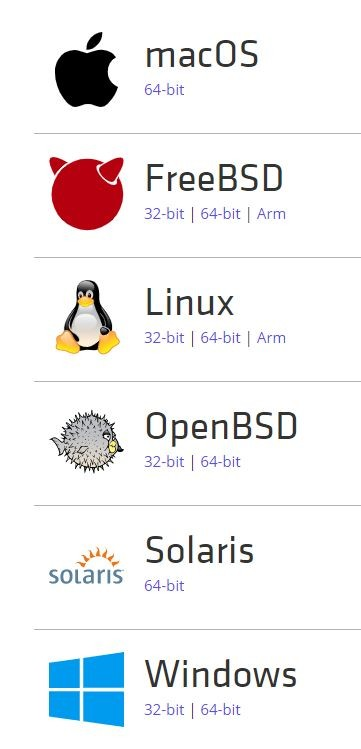 macOS
64-bit
FreeBSD
32-bit | 64-bit | Arm
Linux
32-bit | 64-bit | Arm
OpenBSD
32-bit | 64-bit
Solaris
solaris
64-bit
Windows
32-bit | 64-bit